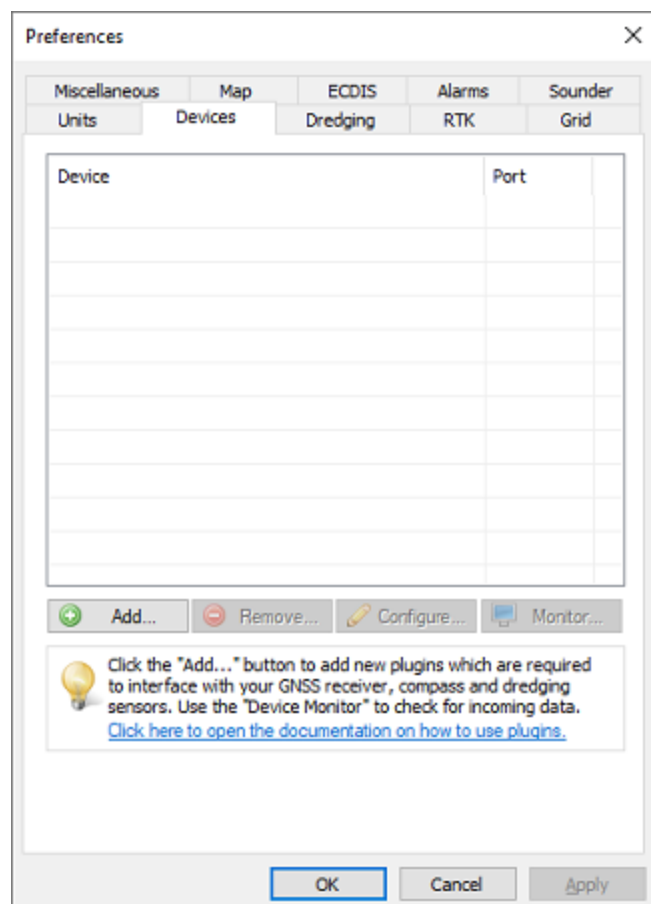 Preferences
Miscellaneous Map ECDIS Alarms Sounder
Units Devices Dredging RTK Grid
Device Port
Add... Remove... Configure... Monitor...
Click the "Add..." button to add new plugins which are required
to interface with your GNSS receiver, compass and dredging
sensors. Use the "Device Monitor" to check for incoming data.
Click here to open the documentation on how to use plugins.
OK Cancel Apply